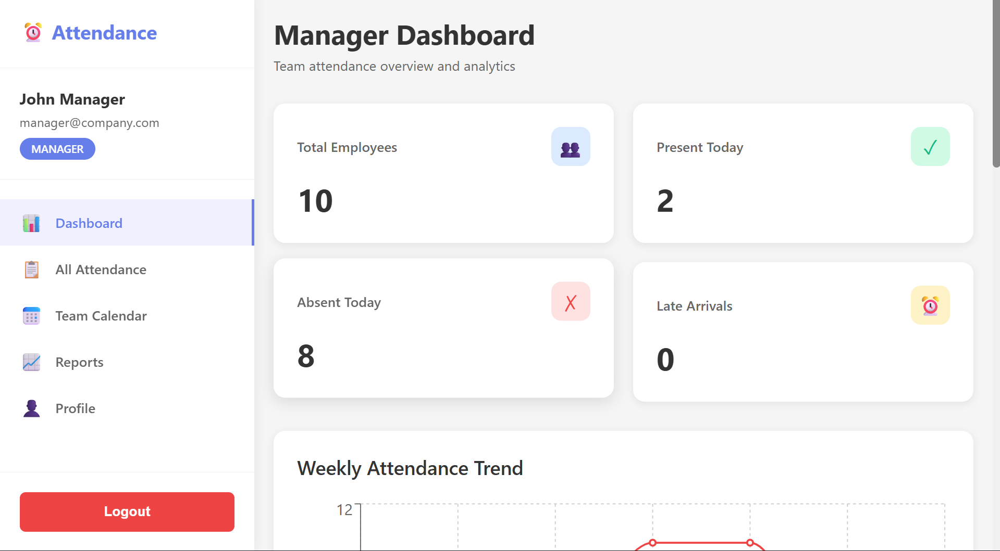 Attendance
John Manager
manager@company.com
MANAGER
Dashboard
All Attendance
Team Calendar
Reports
Profile
Logout
Manager Dashboard
Team attendance overview and analytics
Total Employees
10
Present Today
2
Absent Today
8
Late Arrivals
0
Weekly Attendance Trend
12